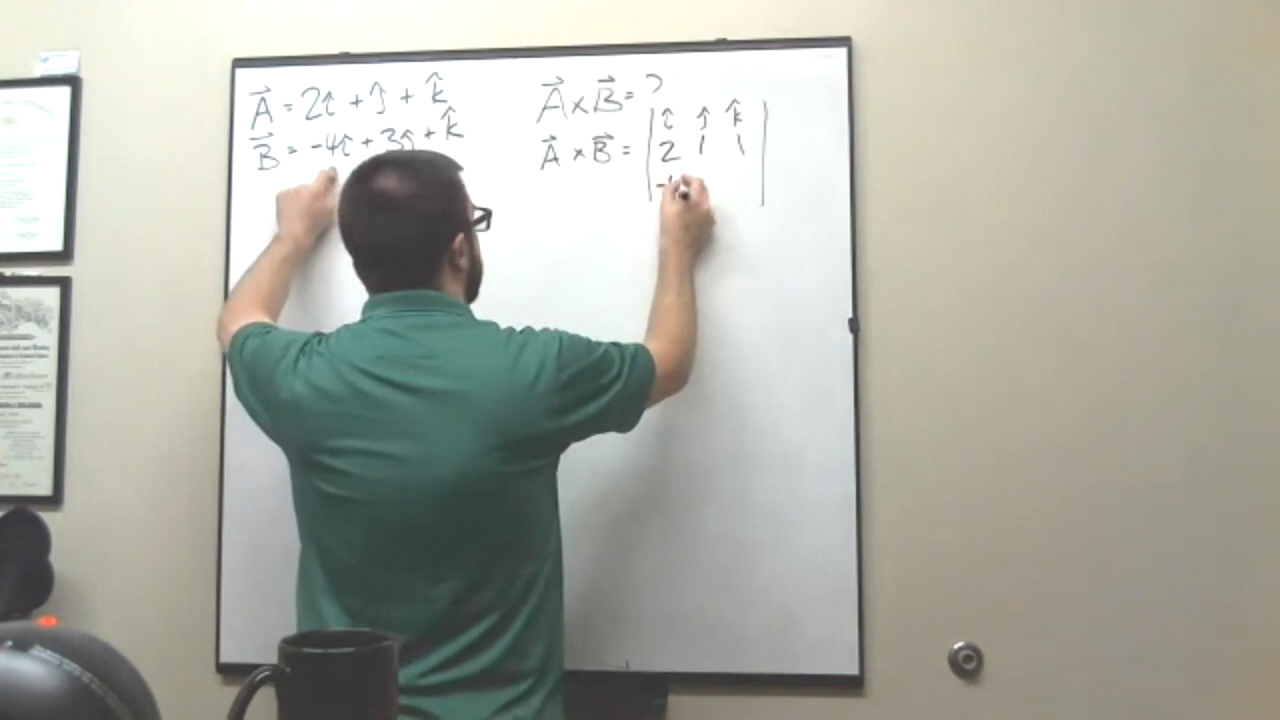 A⃗ = 2î + ĵ + k̂
B⃗ = -4î + 3ĵ + k̂
A⃗ x B⃗ = ?
A⃗ x B⃗ = | î ĵ k̂ |
| 2 1 1 |